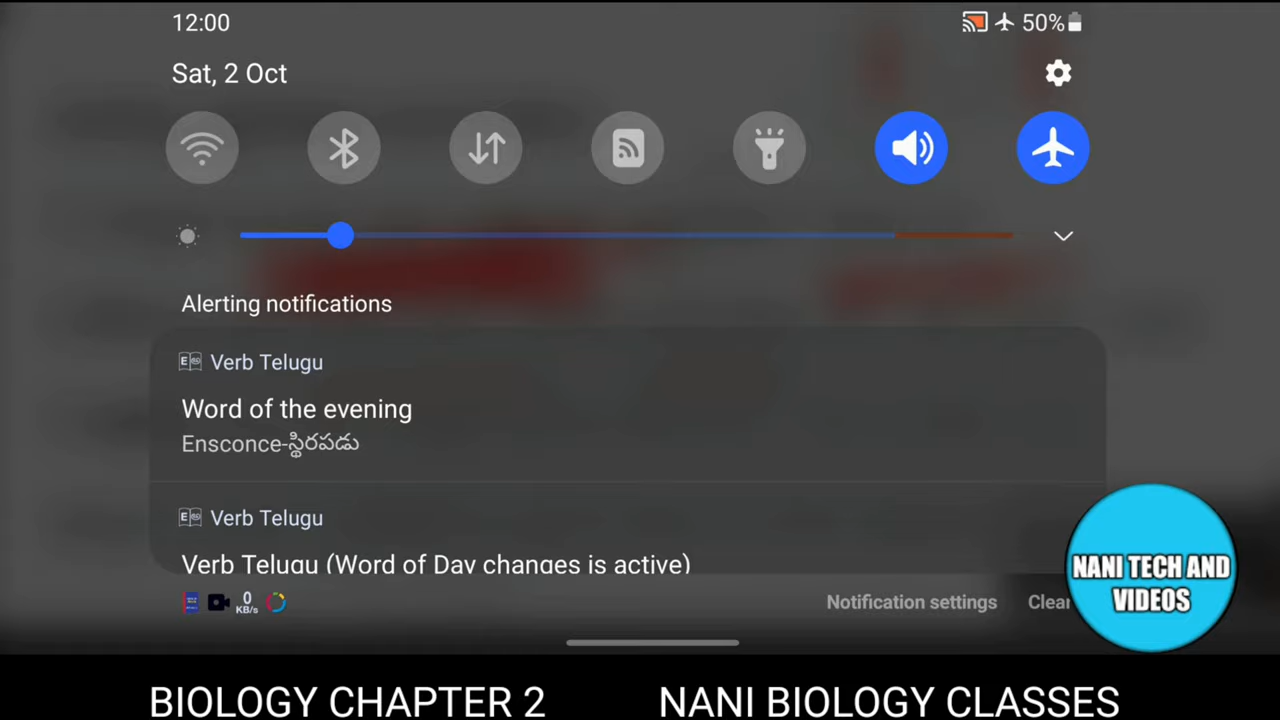 12:00
50%
Sat, 2 Oct
Alerting notifications
Verb Telugu
Word of the evening
Ensconce-స్థిరపడు
Verb Telugu
Verb Telugu (Word of Day changes is active)
0
KB/s
Notification settings
Clear
NANI TECH AND
VIDEOS
BIOLOGY CHAPTER 2
NANI BIOLOGY CLASSES